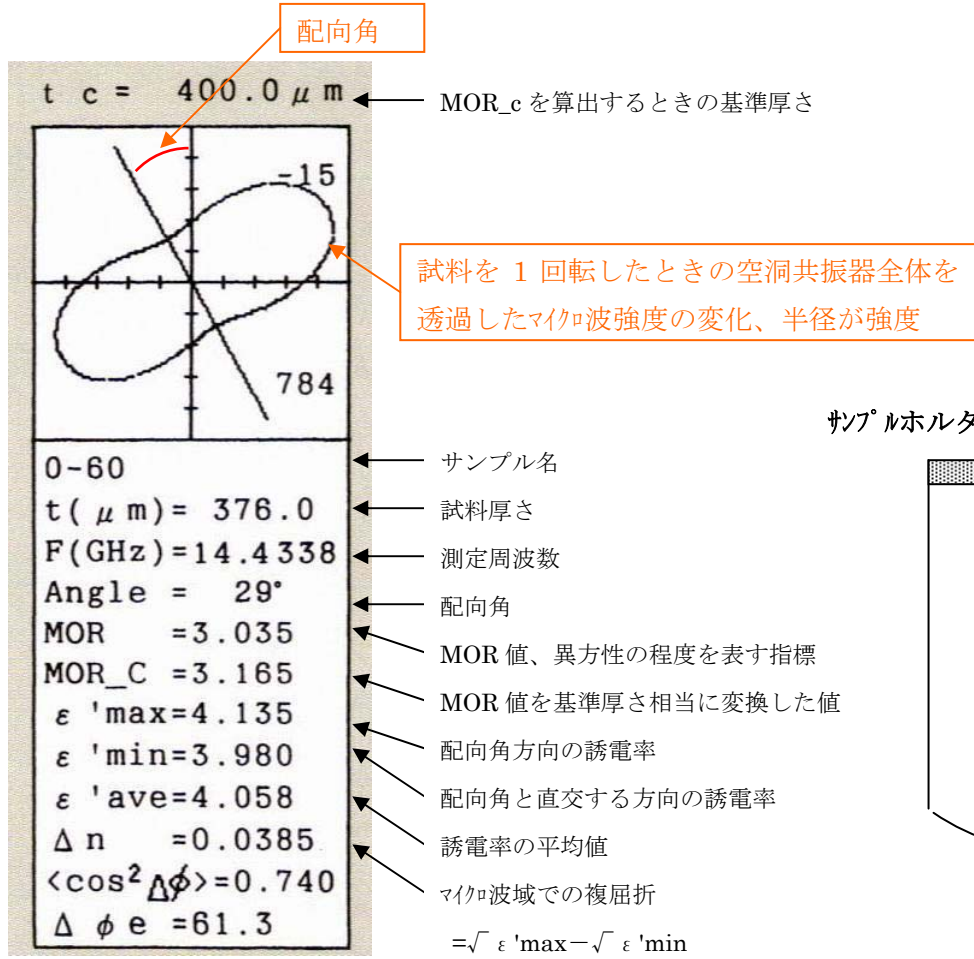 配向角
t c = 400.0 μ m
MOR_c を算出するときの基準厚さ
-15
試料を 1 回転したときの空洞共振器全体を
透過したﾏｲｸﾛ波強度の変化、半径が強度
784
ｻﾝﾌﾟﾙホルダ
0-60
サンプル名
t( μ m)= 376.0
試料厚さ
F(GHz)=14.4338
測定周波数
Angle = 29°
配向角
MOR =3.035
MOR 値、異方性の程度を表す指標
MOR_C =3.165
MOR 値を基準厚さ相当に変換した値
ε 'max=4.135
配向角方向の誘電率
ε 'min=3.980
配向角と直交する方向の誘電率
ε 'ave=4.058
誘電率の平均値
Δ n =0.0385
ﾏｲｸﾛ波域での複屈折
<cos² Δφ>=0.740
Δ φ e =61.3
=√ ε 'max－√ ε 'min